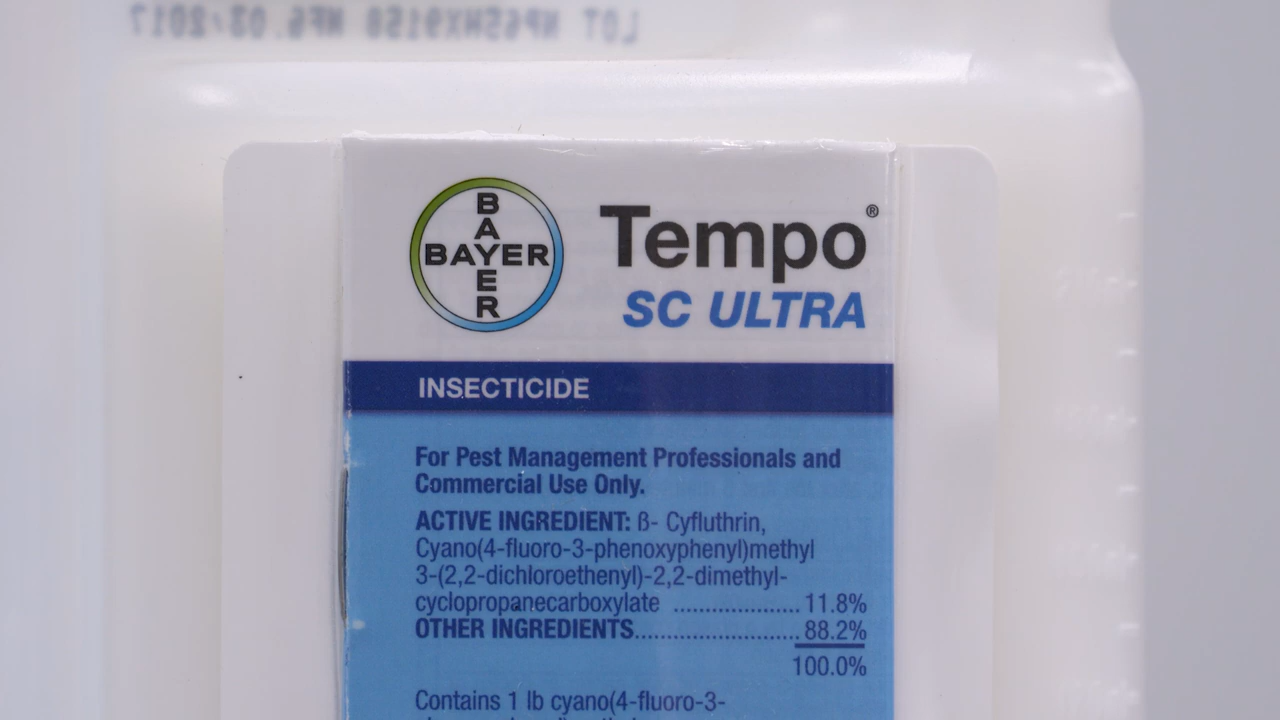 LOT NP6SHX9158 MFG.03/2017
BAYER
BAYER
Tempo®
SC ULTRA
INSECTICIDE
For Pest Management Professionals and
Commercial Use Only.
ACTIVE INGREDIENT: ß- Cyfluthrin,
Cyano(4-fluoro-3-phenoxyphenyl)methyl
3-(2,2-dichloroethenyl)-2,2-dimethyl-
cyclopropanecarboxylate .................... 11.8%
OTHER INGREDIENTS......................... 88.2%
100.0%
Contains 1 lb cyano(4-fluoro-3-